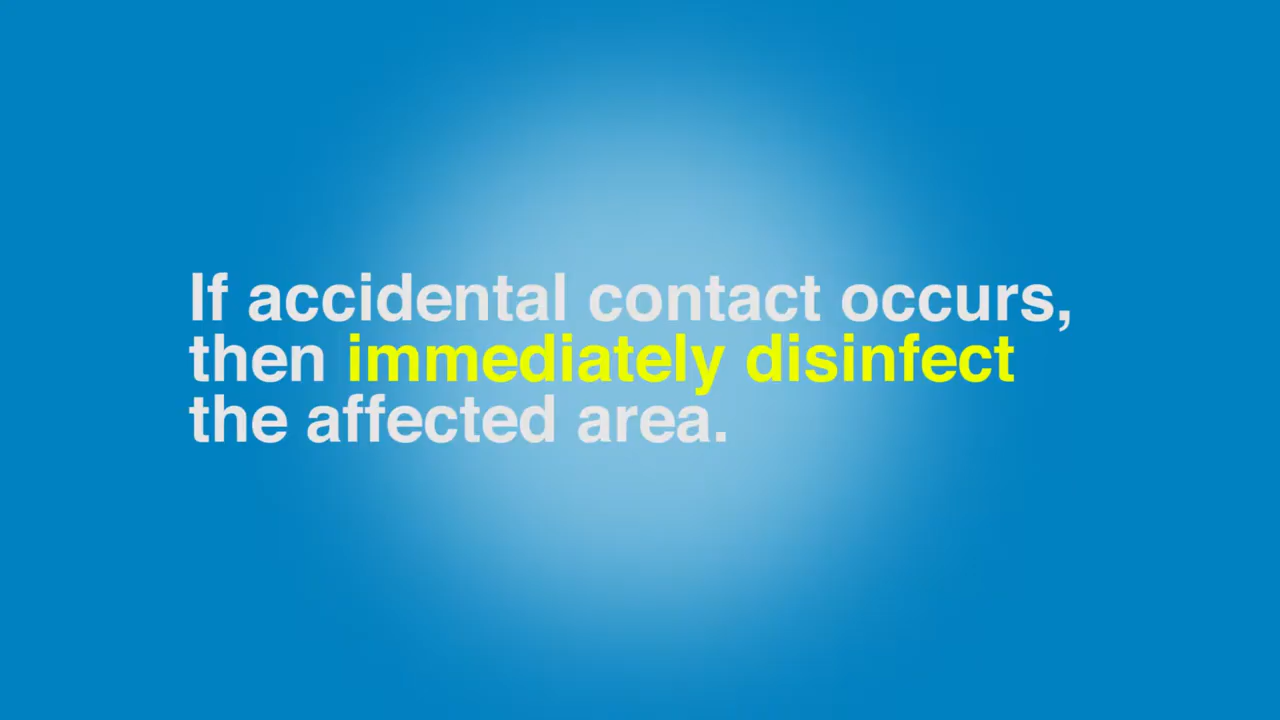 If accidental contact occurs,
then immediately disinfect
the affected area.